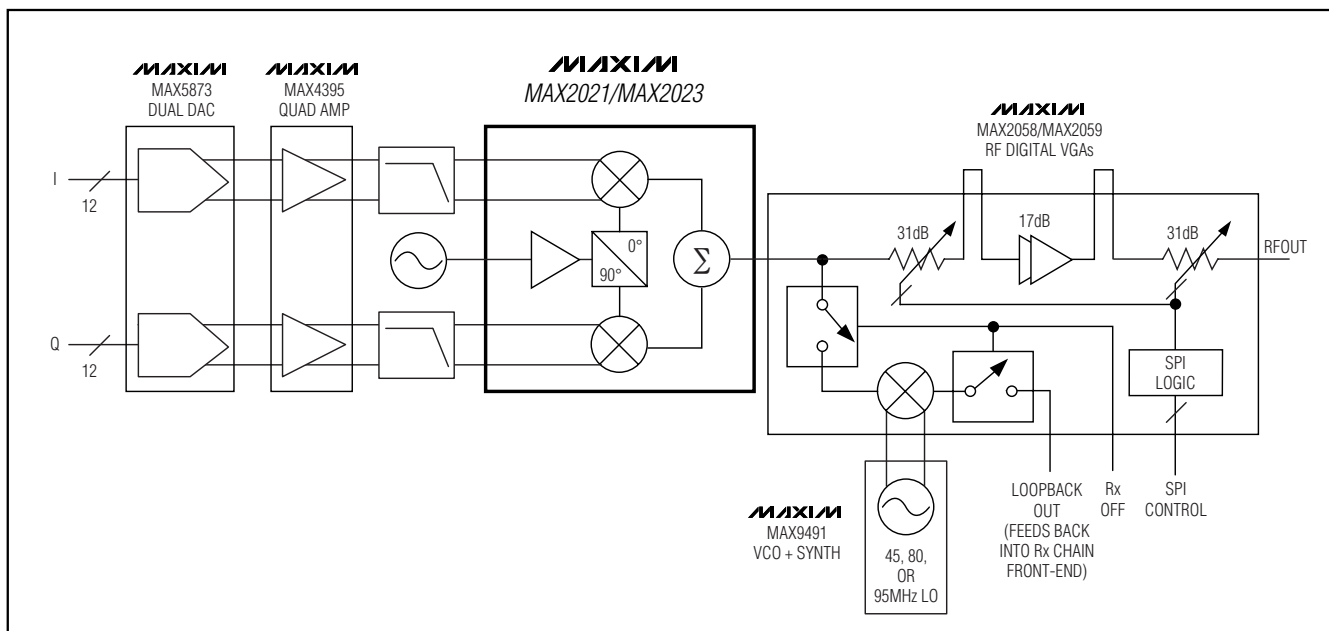 MAXIM
MAX5873
DUAL DAC
MAXIM
MAX4395
QUAD AMP
MAXIM
MAX2021/MAX2023
MAXIM
MAX2058/MAX2059
RF DIGITAL VGAs
I
12
Q
12
0°
90°
Σ
31dB
17dB
31dB
RFOUT
SPI
LOGIC
MAXIM
MAX9491
VCO + SYNTH
45, 80,
OR
95MHz LO
LOOPBACK
OUT
(FEEDS BACK
INTO Rx CHAIN
FRONT-END)
Rx
OFF
SPI
CONTROL